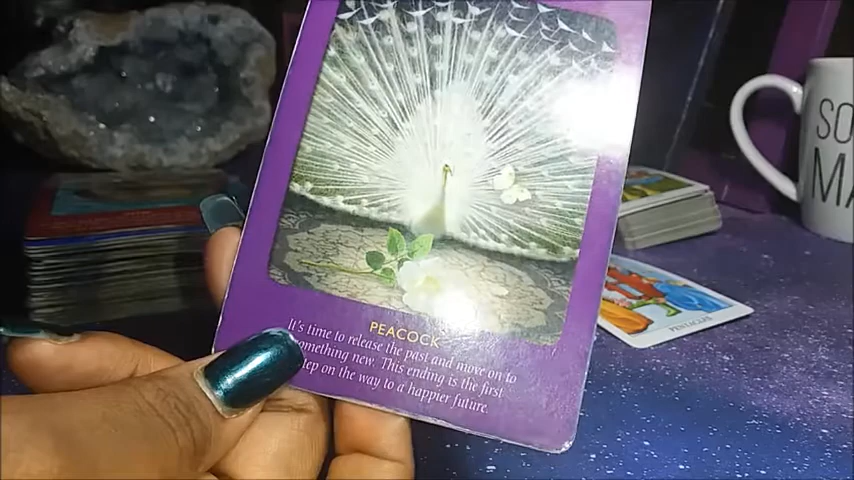 PEACOCK
It's time to release the past and move on to
something new. This ending is the first
step on the way to a happier future.
PENTACLES
SO
M